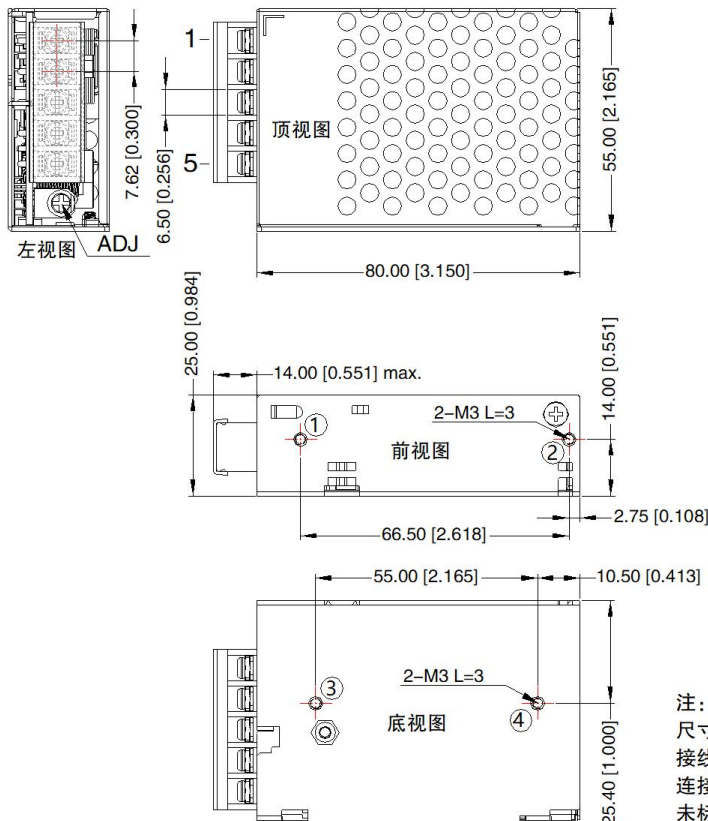 1
顶视图
5
7.62 [0.300]
6.50 [0.256]
55.00 [2.165]
左视图
ADJ
80.00 [3.150]
25.00 [0.984]
14.00 [0.551] max.
14.00 [0.551]
①
2-M3 L=3
前视图
②
2.75 [0.108]
66.50 [2.618]
55.00 [2.165]
10.50 [0.413]
③
2-M3 L=3
④
底视图
25.40 [1.000]
注:
尺寸
接线
连接
未标